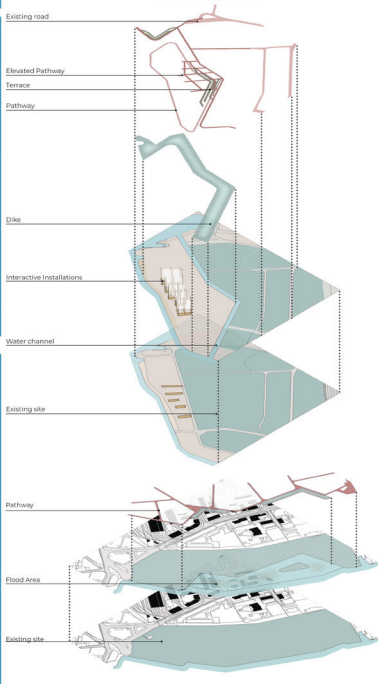 Existing road
Elevated Pathway
Terrace
Pathway
Dike
Interactive Installations
Water channel
Existing site
Pathway
Flood Area
Existing site